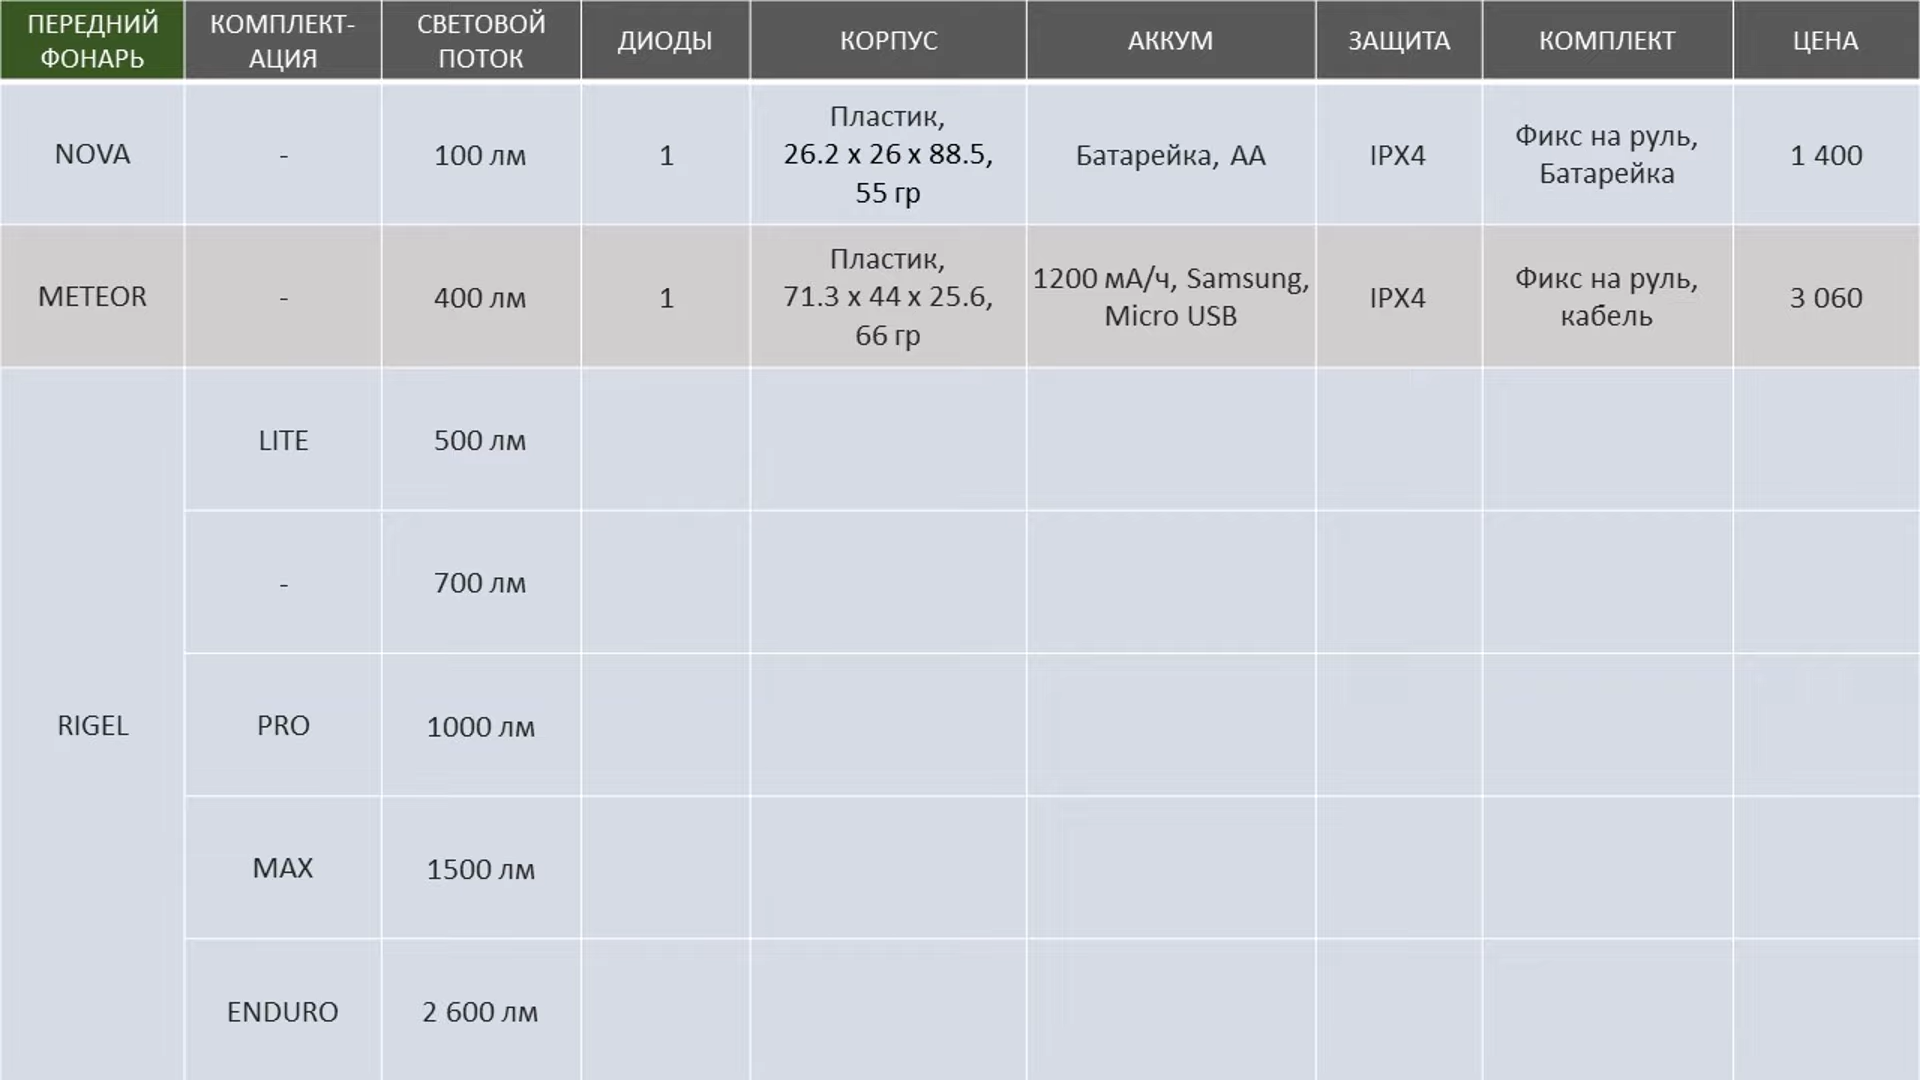 ПЕРЕДНИЙ
ФОНАРЬ
КОМПЛЕКТ-
АЦИЯ
СВЕТОВОЙ
ПОТОК
ДИОДЫ
КОРПУС
АККУМ
ЗАЩИТА
КОМПЛЕКТ
ЦЕНА
NOVA
-
100 лм
1
Пластик,
26.2 x 26 x 88.5,
55 гр
Батарейка, AA
IPX4
Фикс на руль,
Батарейка
1 400
METEOR
-
400 лм
1
Пластик,
71.3 x 44 x 25.6,
66 гр
1200 мА/ч, Samsung,
Micro USB
IPX4
Фикс на руль,
кабель
3 060
RIGEL
LITE
500 лм
-
700 лм
PRO
1000 лм
MAX
1500 лм
ENDURO
2 600 лм